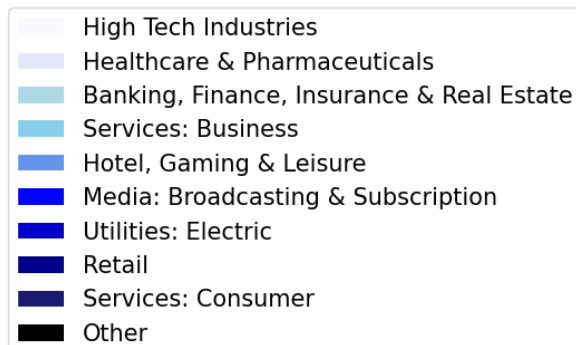 High Tech Industries
Healthcare & Pharmaceuticals
Banking, Finance, Insurance & Real Estate
Services: Business
Hotel, Gaming & Leisure
Media: Broadcasting & Subscription
Utilities: Electric
Retail
Services: Consumer
Other